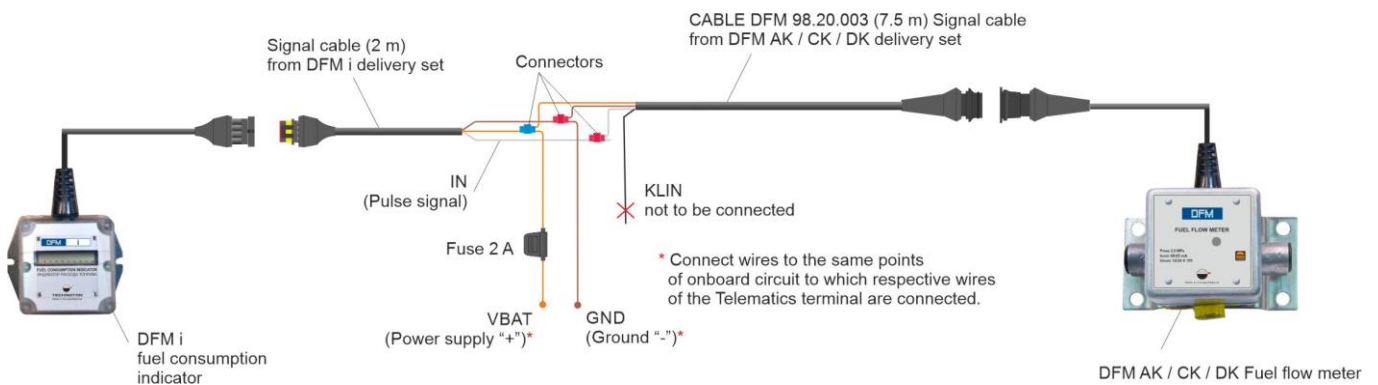 CABLE DFM 98.20.003 (7.5 m) Signal cable
from DFM AK / CK / DK delivery set
Signal cable (2 m)
from DFM i delivery set
Connectors
IN
(Pulse signal)
KLIN
not to be connected
Fuse 2 A
* Connect wires to the same points
of onboard circuit to which respective wires
of the Telematics terminal are connected.
VBAT
(Power supply “+”)*
GND
(Ground “-”)*
DFM i
FUEL CONSUMPTION INDICATOR
TECHNOTON
DFM i
fuel consumption
indicator
DFM
FUEL FLOW METER
DFM AK / CK / DK Fuel flow meter